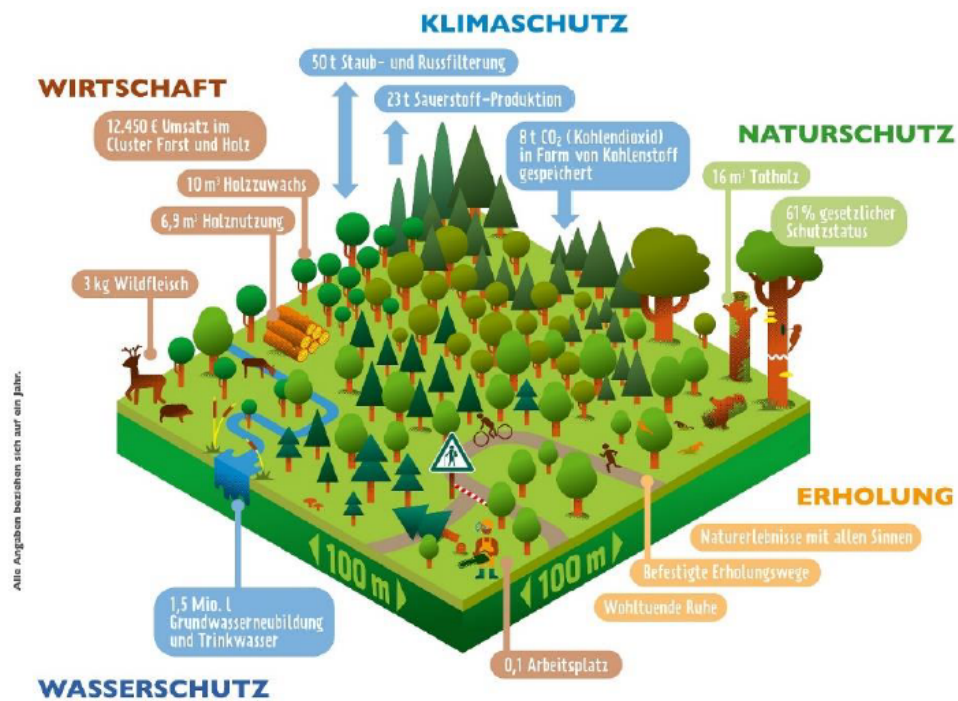 KLIMASCHUTZ
50 t Staub- und Russfilterung
23 t Sauerstoff-Produktion
8 t CO₂ (Kohlendioxid)
in Form von Kohlenstoff
gespeichert
WIRTSCHAFT
12.450 € Umsatz im
Cluster Forst und Holz
10 m³ Holzzuwachs
6,9 m³ Holznutzung
3 kg Wildfleisch
NATURSCHUTZ
16 m³ Totholz
61 % gesetzlicher
Schutzstatus
ERHOLUNG
Naturerlebnisse mit allen Sinnen
Befestigte Erholungswege
Wohltuende Ruhe
100 m
100 m
0,1 Arbeitsplatz
1,5 Mio. l
Grundwasserneubildung
und Trinkwasser
WASSERSCHUTZ
Alle Angaben beziehen sich auf ein Jahr.